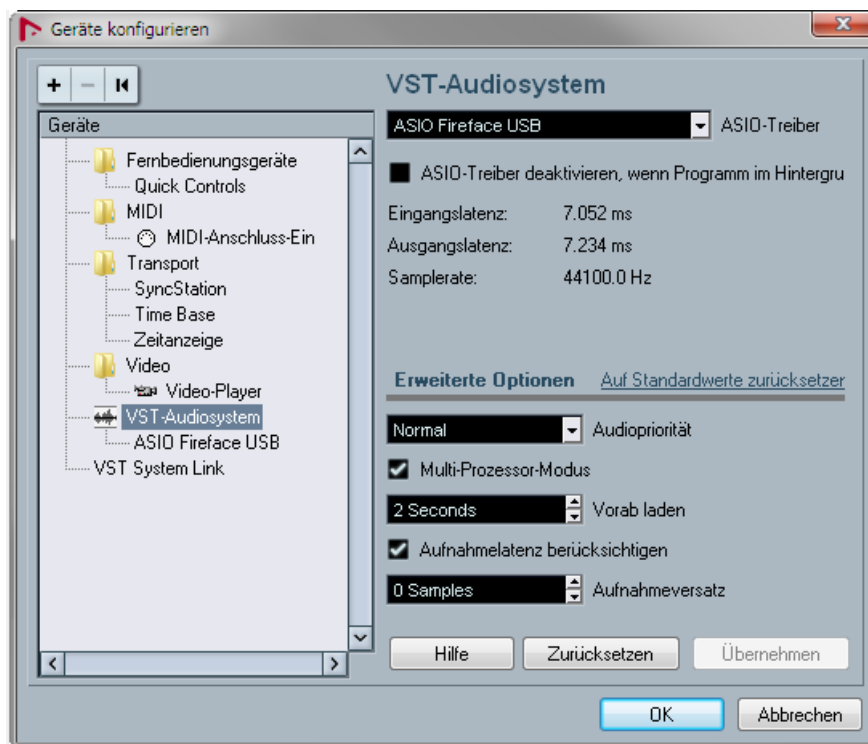 Geräte konfigurieren
Geräte
Fernbedienungsgeräte
Quick Controls
MIDI
MIDI-Anschluss-Ein
Transport
SyncStation
Time Base
Zeitanzeige
Video
Video-Player
VST-Audiosystem
ASIO Fireface USB
VST System Link
VST-Audiosystem
ASIO Fireface USB ASIO-Treiber
ASIO-Treiber deaktivieren, wenn Programm im Hintergru
Eingangslatenz: 7.052 ms
Ausgangslatenz: 7.234 ms
Samplerate: 44100.0 Hz
Erweiterte Optionen Auf Standardwerte zurücksetzer
Normal Audiopriorität
Multi-Prozessor-Modus
2 Seconds Vorab laden
Aufnahmelatenz berücksichtigen
0 Samples Aufnahmeversatz
Hilfe Zurücksetzen Übernehmen
OK Abbrechen